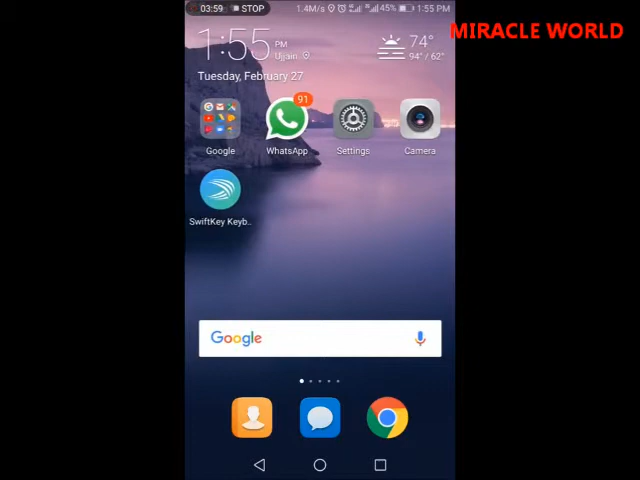 03:59 STOP 1.4M/s 45% 1:55 PM
MIRACLE WORLD
1:55 PM
Ujjain
74°
94° / 62°
Tuesday, February 27
91
Google WhatsApp Settings Camera
SwiftKey Keyb..
Google